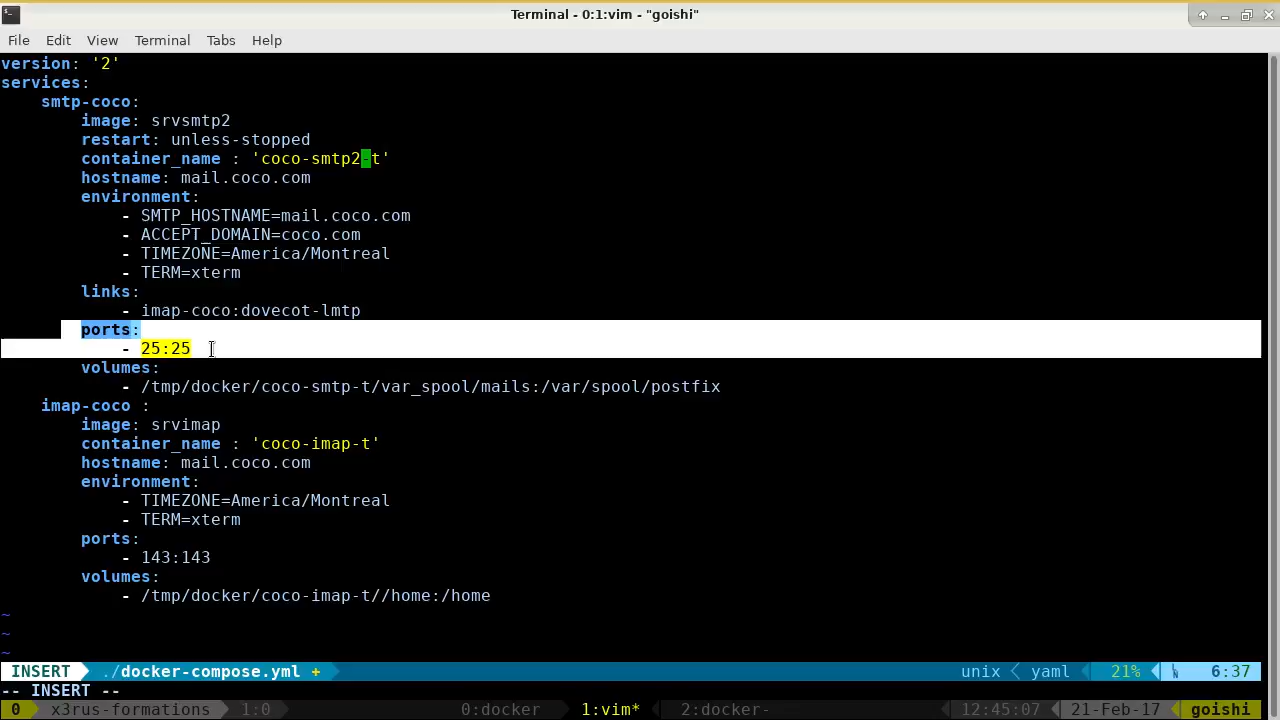 Terminal - 0:1:vim - "goishi"
File Edit View Terminal Tabs Help
version: '2'
services:
    smtp-coco:
        image: srvsmtp2
        restart: unless-stopped
        container_name : 'coco-smtp2-t'
        hostname: mail.coco.com
        environment:
            - SMTP_HOSTNAME=mail.coco.com
            - ACCEPT_DOMAIN=coco.com
            - TIMEZONE=America/Montreal
            - TERM=xterm
        links:
            - imap-coco:dovecot-lmtp
        ports:
            - 25:25
        volumes:
            - /tmp/docker/coco-smtp-t/var_spool/mails:/var/spool/postfix
    imap-coco :
        image: srvimap
        container_name : 'coco-imap-t'
        hostname: mail.coco.com
        environment:
            - TIMEZONE=America/Montreal
            - TERM=xterm
        ports:
            - 143:143
        volumes:
            - /tmp/docker/coco-imap-t//home:/home
~
~
~
INSERT ./docker-compose.yml + unix yaml 21% 6:37
-- INSERT --
0 x3rus-formations 1:0 0:docker 1:vim* 2:docker- 12:45:07 21-Feb-17 goishi